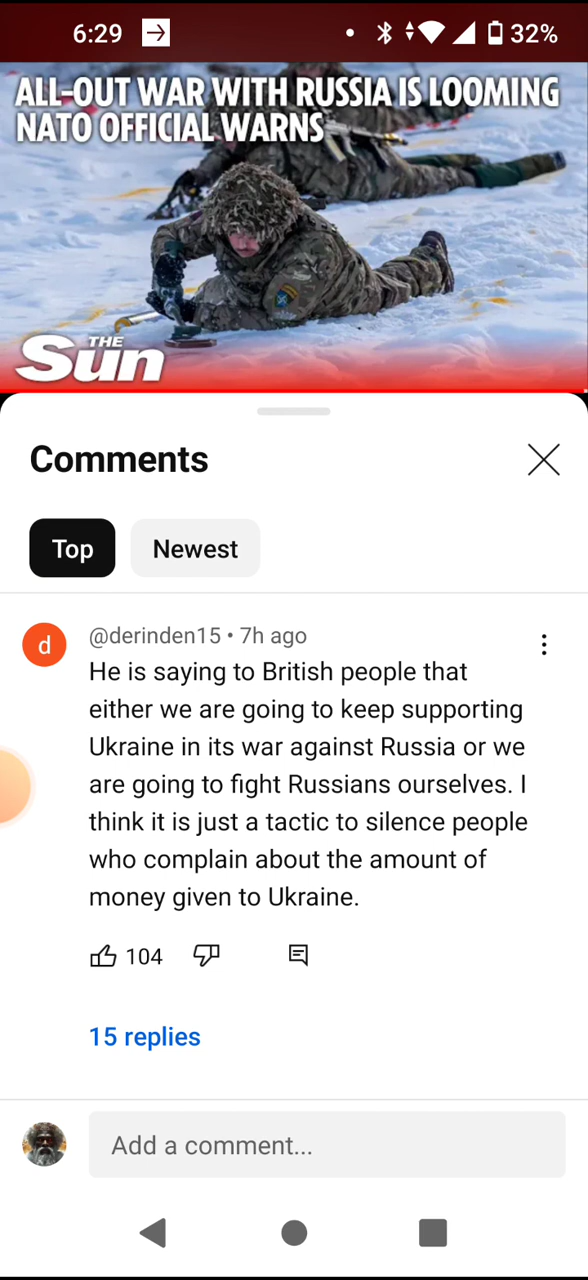 6:29
32%
ALL-OUT WAR WITH RUSSIA IS LOOMING
NATO OFFICIAL WARNS
THE
Sun
Comments
Top
Newest
d
@derinden15 • 7h ago
He is saying to British people that
either we are going to keep supporting
Ukraine in its war against Russia or we
are going to fight Russians ourselves. I
think it is just a tactic to silence people
who complain about the amount of
money given to Ukraine.
104
15 replies
Add a comment...